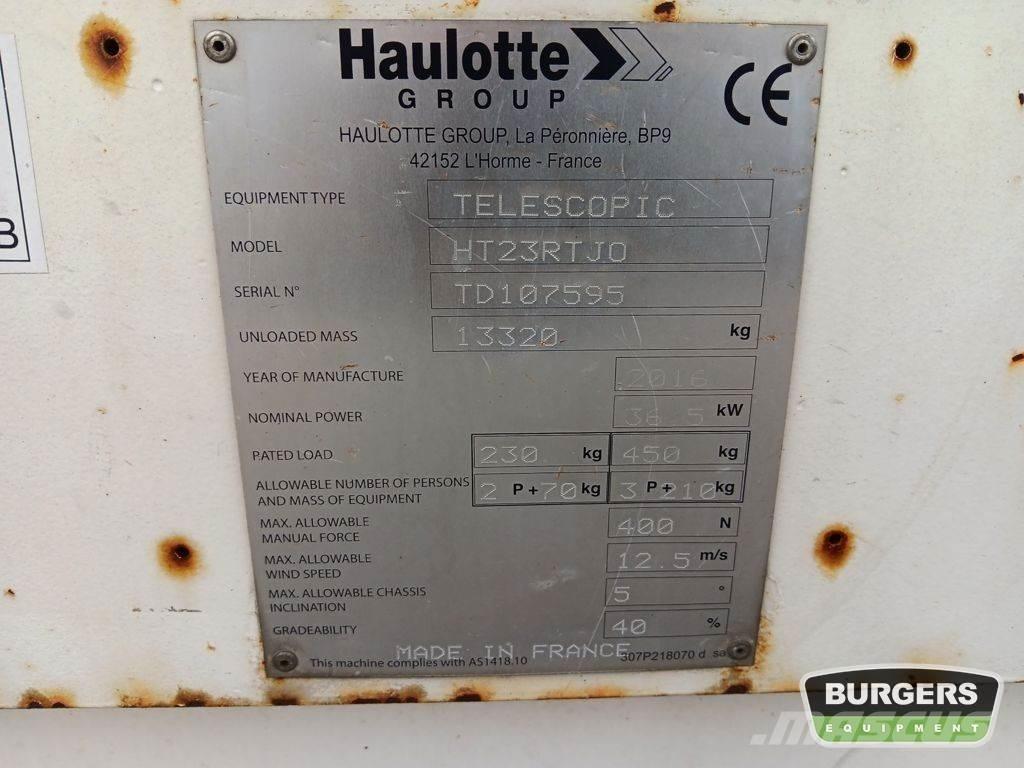 Haulotte
GROUP
CE
HAULOTTE GROUP, La Péronnière, BP9
42152 L'Horme - France
EQUIPMENT TYPE TELESCOPIC
MODEL HT23RTJO
SERIAL N° TD107595
UNLOADED MASS 13320 kg
YEAR OF MANUFACTURE 2016
NOMINAL POWER 36.5 kW
PATED LOAD 230 kg 450 kg
ALLOWABLE NUMBER OF PERSONS
AND MASS OF EQUIPMENT 2 P+ 70 kg 3 P+ 210 kg
MAX. ALLOWABLE
MANUAL FORCE 400 N
MAX. ALLOWABLE
WIND SPEED 12.5 m/s
MAX. ALLOWABLE CHASSIS
INCLINATION 5 °
GRADEABILITY 40 %
MADE IN FRANCE
This machine complies with AS1418.10
307P218070 d
B
BURGERS
EQUIPMENT
MASCUS